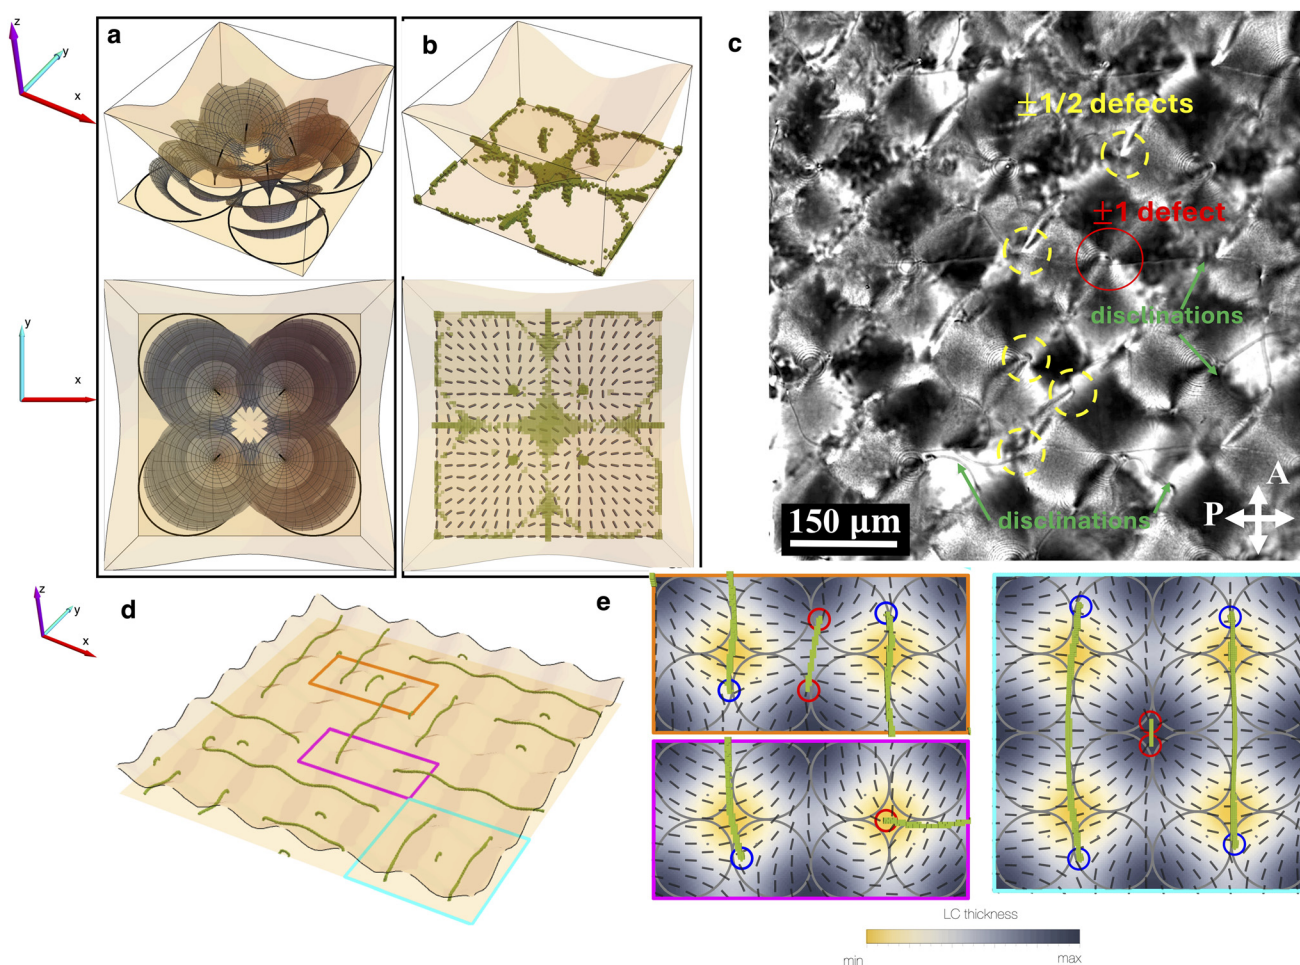 a
b
c
z
y
x
±1/2 defects
±1 defect
disclinations
y
x
A
P
150 µm
disclinations
d
e
z
y
x
LC thickness
min
max